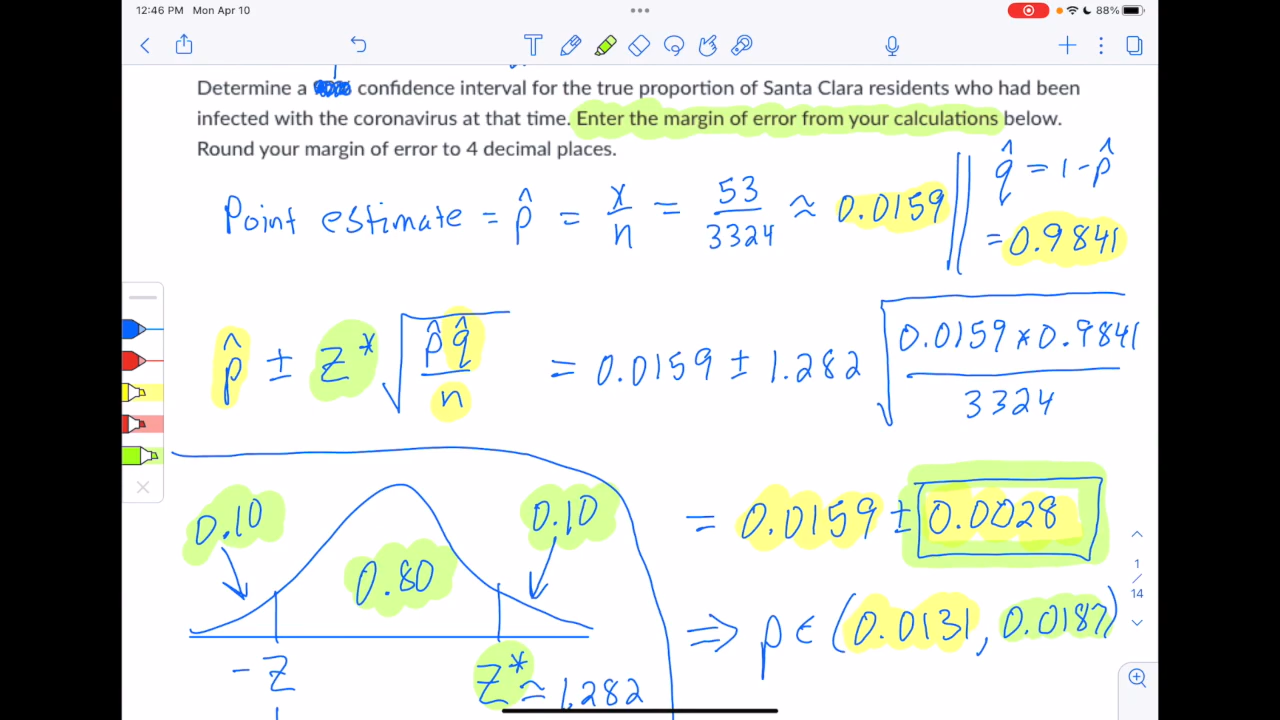 12:46 PM Mon Apr 10
88%
Determine a confidence interval for the true proportion of Santa Clara residents who had been
infected with the coronavirus at that time. Enter the margin of error from your calculations below.
Round your margin of error to 4 decimal places.
Point estimate = p̂ = x/n = 53/3324 ≈ 0.0159
q̂ = 1 - p̂
= 0.9841
p̂ ± z* √(p̂q̂/n) = 0.0159 ± 1.282 √(0.0159 * 0.9841/3324)
= 0.0159 ± 0.0028
⇒ p ∈ (0.0131, 0.0187)
0.10
0.80
0.10
-z
z* ≈ 1.282
1
/
14